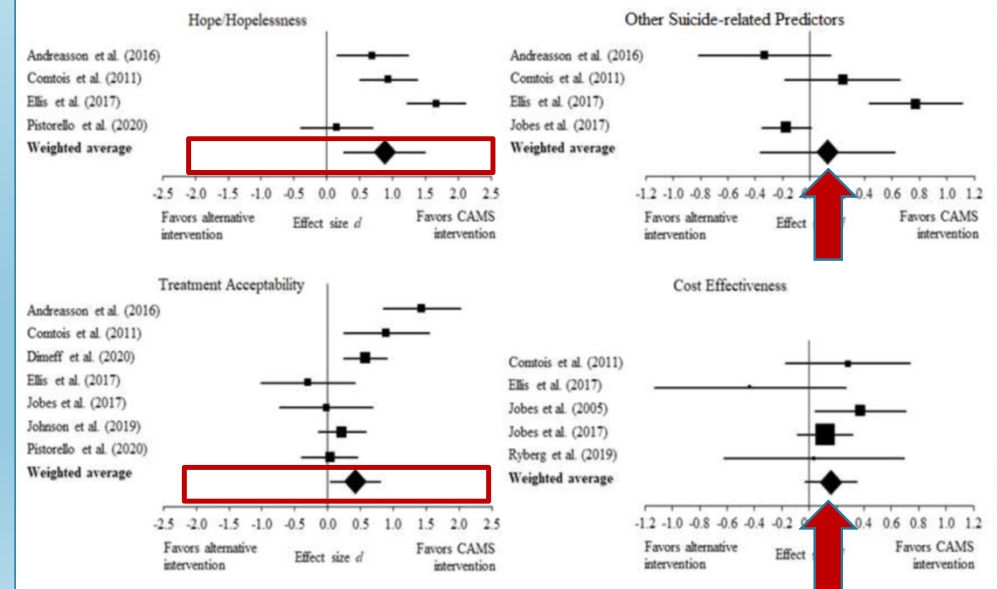 Hope/Hopelessness
Andreasson et al. (2016)
Comtois et al. (2011)
Ellis et al. (2017)
Pistorello et al. (2020)
Weighted average
-2.5 -2.0 -1.5 -1.0 -0.5 0.0 0.5 1.0 1.5 2.0 2.5
Favors alternative intervention
Effect size d
Favors CAMS intervention
Other Suicide-related Predictors
Andreasson et al. (2016)
Comtois et al. (2011)
Ellis et al. (2017)
Jobes et al. (2017)
Weighted average
-1.2 -1.0 -0.8 -0.6 -0.4 -0.2 0.4 0.6 0.8 1.0 1.2
Favors alternative intervention
Effect size
Favors CAMS intervention
Treatment Acceptability
Andreasson et al. (2016)
Comtois et al. (2011)
Dimeff et al. (2020)
Ellis et al. (2017)
Jobes et al. (2017)
Johnson et al. (2019)
Pistorello et al. (2020)
Weighted average
-2.5 -2.0 -1.5 -1.0 -0.5 0.0 0.5 1.0 1.5 2.0 2.5
Favors alternative intervention
Effect size d
Favors CAMS intervention
Cost Effectiveness
Comtois et al. (2011)
Ellis et al. (2017)
Jobes et al. (2005)
Jobes et al. (2017)
Ryberg et al. (2019)
Weighted average
-1.2 -1.0 -0.8 -0.6 -0.4 -0.2 0.4 0.6 0.8 1.0 1.2
Favors alternative intervention
Effect
Favors CAMS intervention